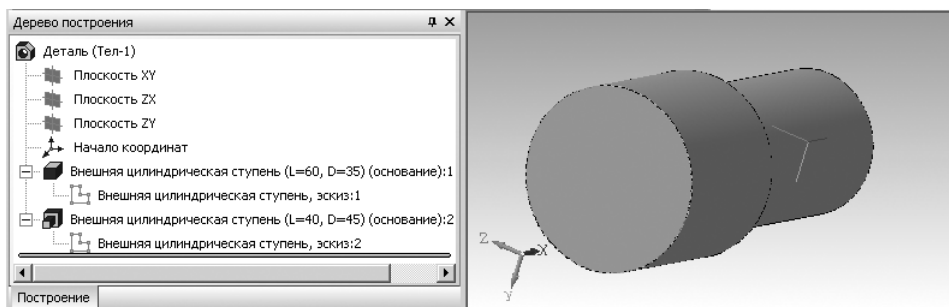 Дерево построения
Деталь (Тел-1)
Плоскость XY
Плоскость ZX
Плоскость ZY
Начало координат
Внешняя цилиндрическая ступень (L=60, D=35) (основание):1
Внешняя цилиндрическая ступень, эскиз:1
Внешняя цилиндрическая ступень (L=40, D=45) (основание):2
Внешняя цилиндрическая ступень, эскиз:2
Построение
Z
X
Y